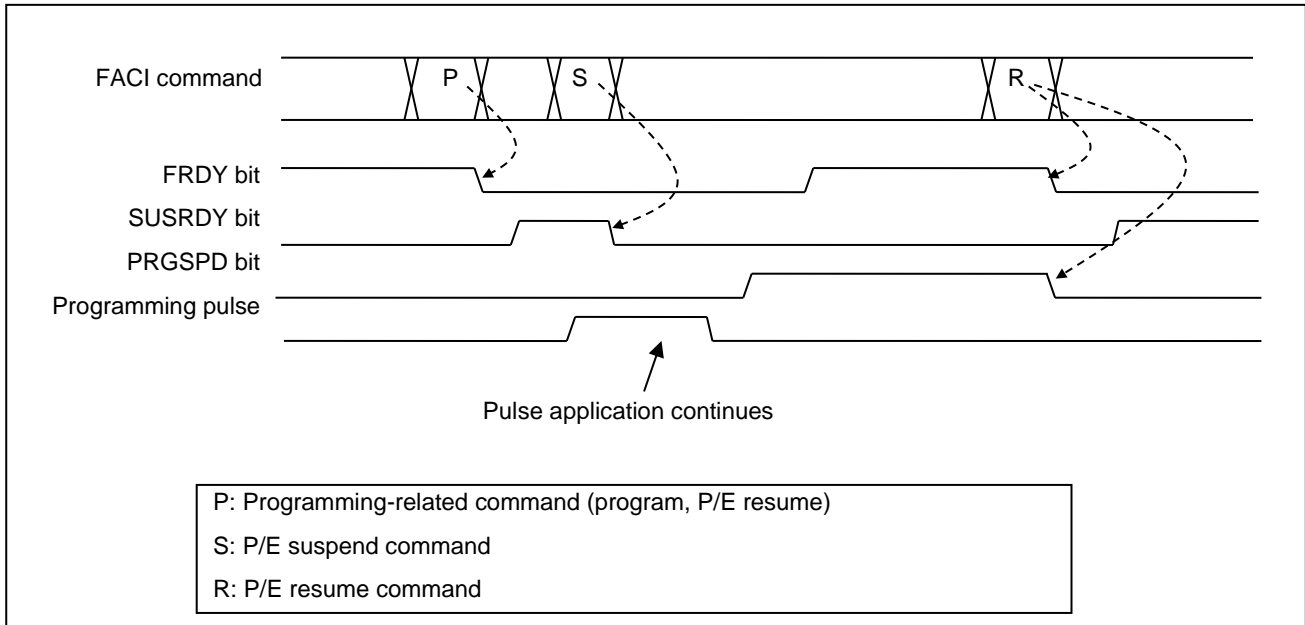 FACI command
P
S
R
FRDY bit
SUSRDY bit
PRGSPD bit
Programming pulse
Pulse application continues
P: Programming-related command (program, P/E resume)
S: P/E suspend command
R: P/E resume command